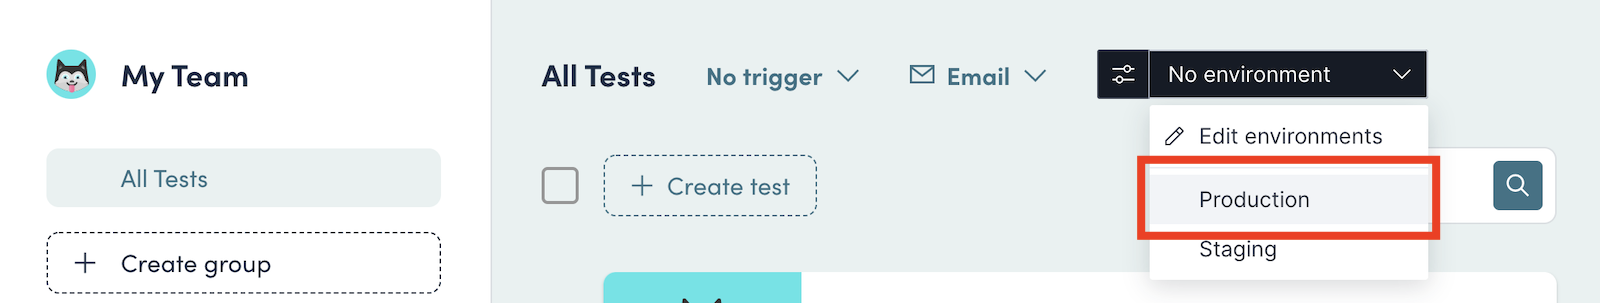 My Team
All Tests
Create group
All Tests
No trigger
Email
No environment
Edit environments
Production
Staging
Create test